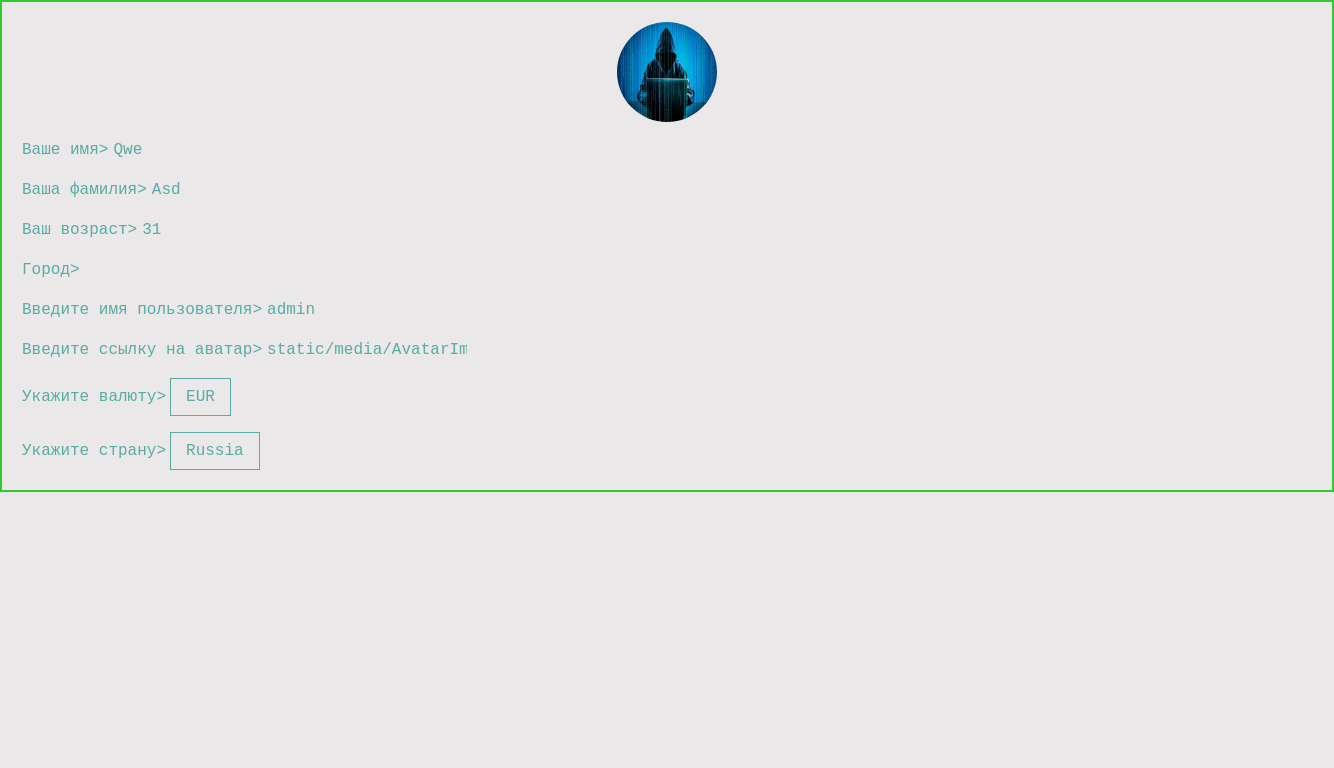 Ваше имя> Qwe
Ваша фамилия> Asd
Ваш возраст> 31
Город>
Введите имя пользователя> admin
Введите ссылку на аватар> static/media/AvatarIm
Укажите валюту> EUR
Укажите страну> Russia